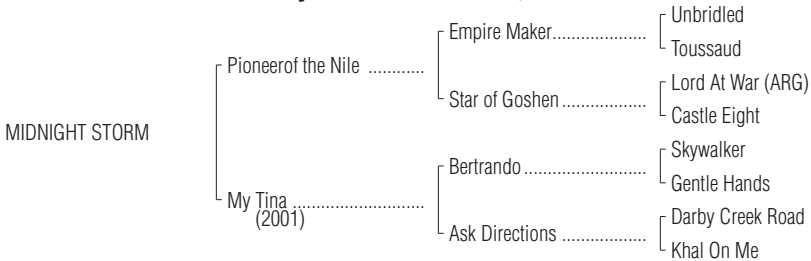 Unbridled
Empire Maker...................
Toussaud
Pioneerof the Nile ............
Lord At War (ARG)
Star of Goshen.................
Castle Eight
MIDNIGHT STORM
Skywalker
Bertrando........................
Gentle Hands
My Tina ..........................
(2001)
Darby Creek Road
Ask Directions .................
Khal On Me